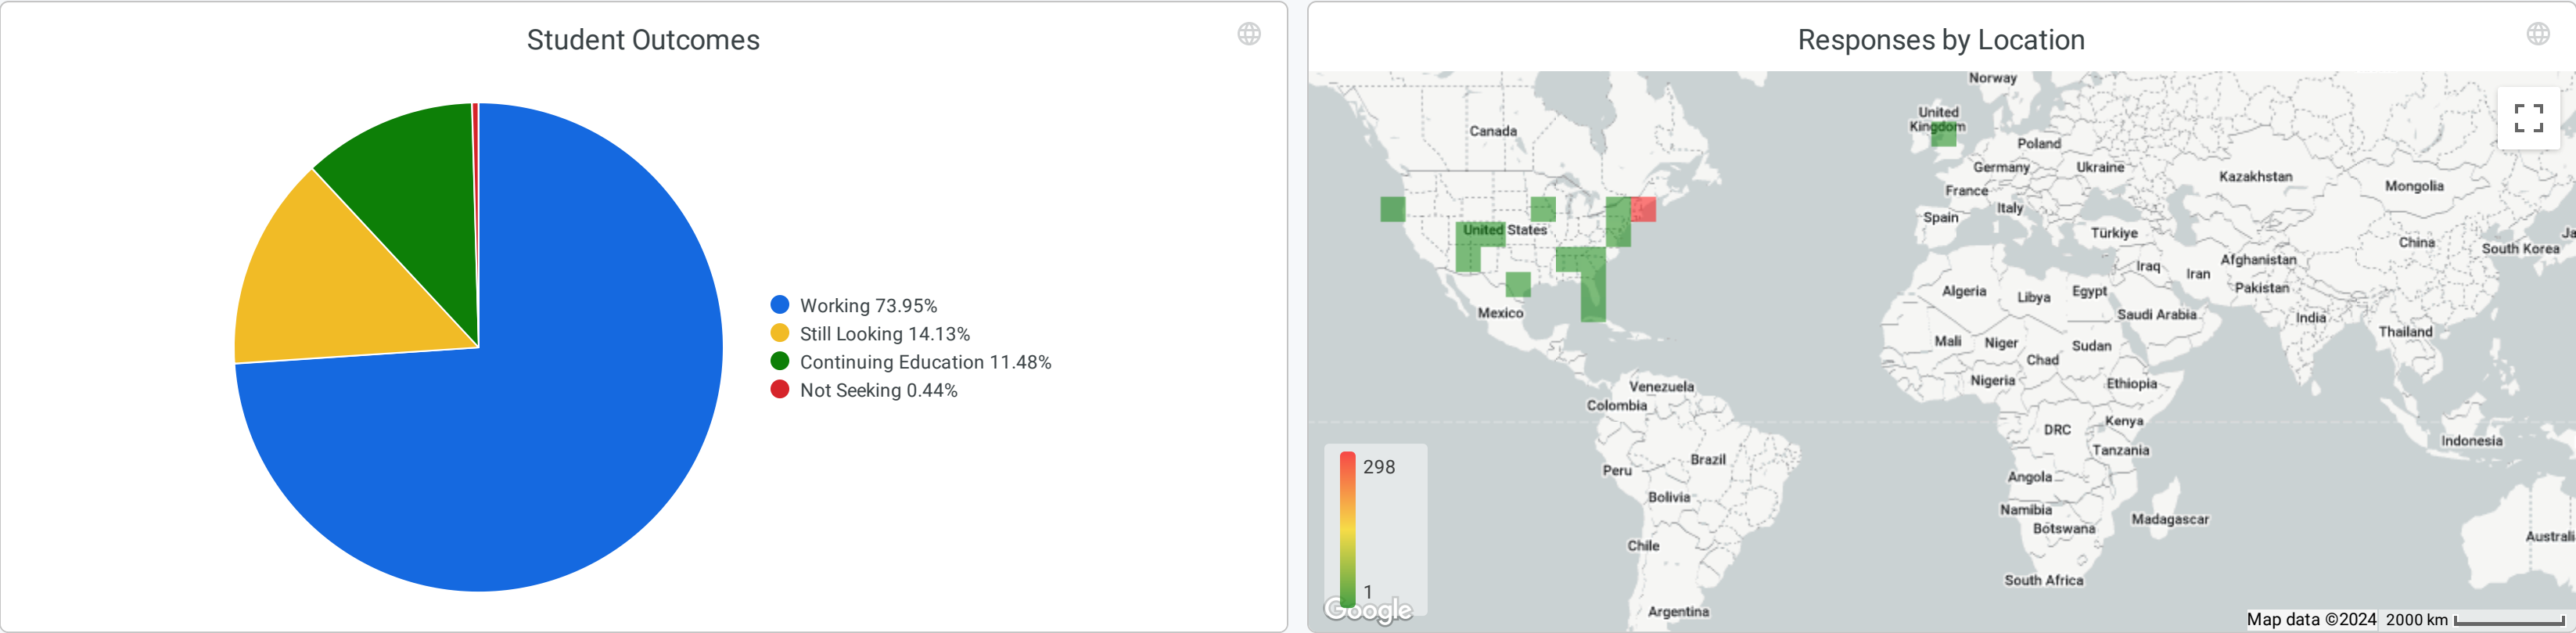 Student Outcomes
Working 73.95%
Still Looking 14.13%
Continuing Education 11.48%
Not Seeking 0.44%
Responses by Location
Norway
United
Kingdom
Canada
Poland
Germany
Ukraine
Kazakhstan
Mongolia
France
Italy
Spain
United States
Türkiye
China
South Korea
Ja
Iraq
Iran
Afghanistan
Pakistan
Algeria
Libya
Egypt
Saudi Arabia
India
Thailand
Mexico
Mali
Niger
Chad
Sudan
Nigeria
Ethiopia
Venezuela
Colombia
Kenya
DRC
Tanzania
Indonesia
Brazil
Peru
Angola
Bolivia
Namibia
Botswana
Madagascar
Chile
Australi
South Africa
Argentina
298
1
Google
Map data ©2024
2000 km